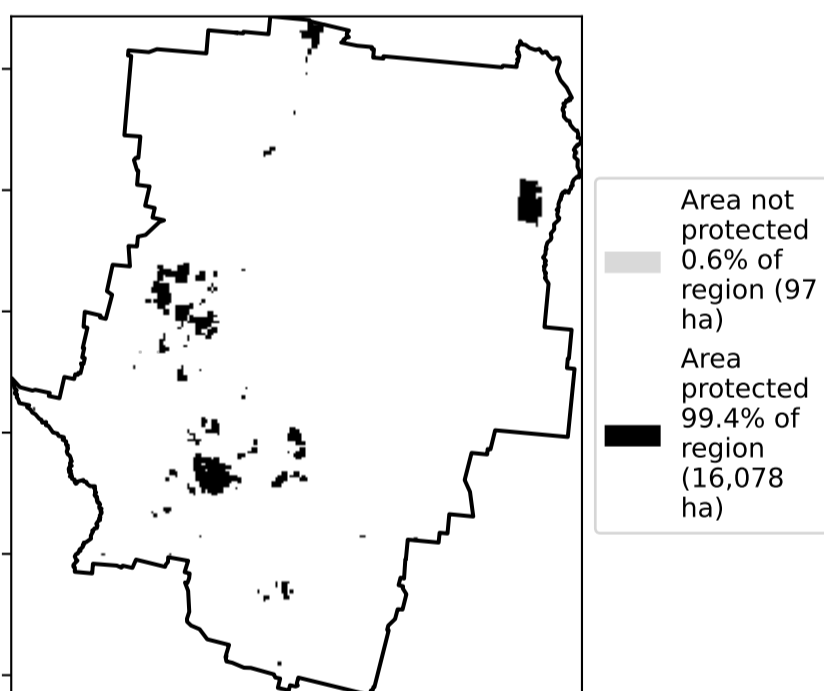 Area not
protected
0.6% of
region (97
ha)
Area
protected
99.4% of
region
(16,078
ha)